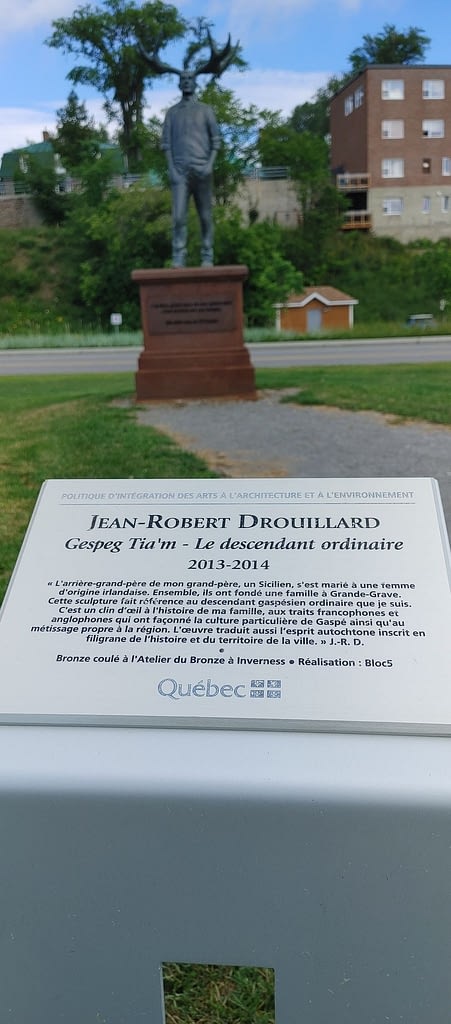 POLITIQUE D'INTÉGRATION DES ARTS À L'ARCHITECTURE ET À L'ENVIRONNEMENT
JEAN-ROBERT DROUILLARD
Gespeg Tia'm - Le descendant ordinaire
2013-2014
« L'arrière-grand-père de mon grand-père, un Sicilien, s'est marié à une femme
d'origine irlandaise. Ensemble, ils ont fondé une famille à Grande-Grave.
Cette sculpture fait référence au descendant gaspésien ordinaire que je suis.
C'est un clin d'œil à l'histoire de ma famille, aux traits francophones et
anglophones qui ont façonné la culture particulière de Gaspé ainsi qu'au
métissage propre à la région. L'œuvre traduit aussi l'esprit autochtone inscrit en
filigrane de l'histoire et du territoire de la ville. » J.-R. D.
•
Bronze coulé à l'Atelier du Bronze à Inverness • Réalisation : Bloc5
Québec